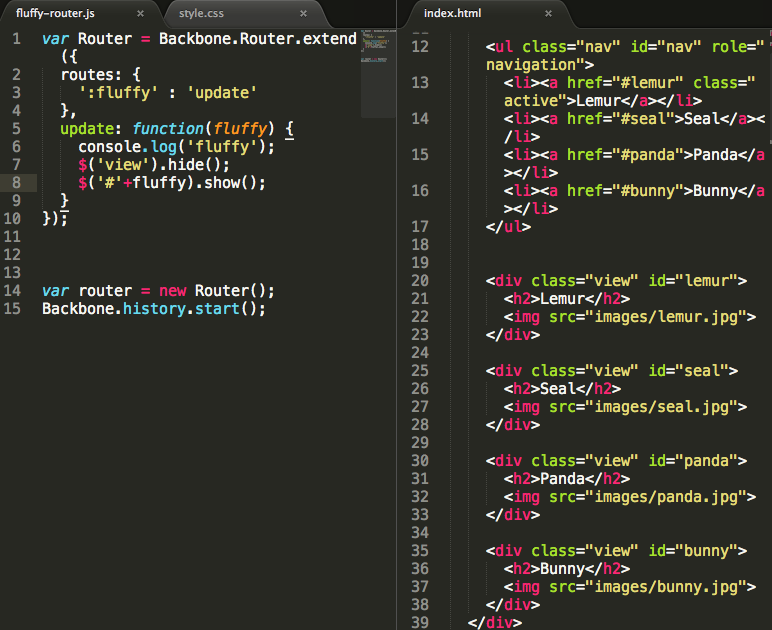 fluffy-router.js × style.css × index.html ×
1 var Router = Backbone.Router.extend
({
2 routes: {
3 ':fluffy' : 'update'
4 },
5 update: function(fluffy) {
6 console.log('fluffy');
7 $('view').hide();
8 $('#'+fluffy).show();
9 }
10 });
11
12
13
14 var router = new Router();
15 Backbone.history.start();
12 <ul class="nav" id="nav" role="
navigation">
13 <li><a href="#lemur" class="
active">Lemur</a></li>
14 <li><a href="#seal">Seal</a><
/li>
15 <li><a href="#panda">Panda</a
></li>
16 <li><a href="#bunny">Bunny</a
></li>
17 </ul>
18
19
20 <div class="view" id="lemur">
21 <h2>Lemur</h2>
22 <img src="images/lemur.jpg">
23 </div>
24
25 <div class="view" id="seal">
26 <h2>Seal</h2>
27 <img src="images/seal.jpg">
28 </div>
29
30 <div class="view" id="panda">
31 <h2>Panda</h2>
32 <img src="images/panda.jpg">
33 </div>
34
35 <div class="view" id="bunny">
36 <h2>Bunny</h2>
37 <img src="images/bunny.jpg">
38 </div>
39 </div>